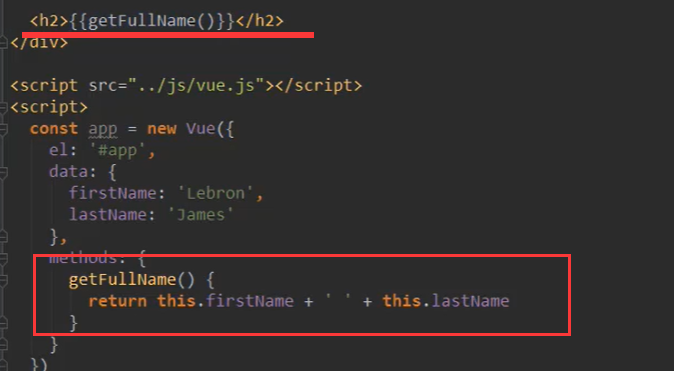 <h2>{{getFullName()}}</h2>
</div>
<script src="../js/vue.js"></script>
<script>
const app = new Vue({
el: '#app',
data: {
firstName: 'Lebron',
lastName: 'James'
},
methods: {
getFullName() {
return this.firstName + ' ' + this.lastName
}
}
})